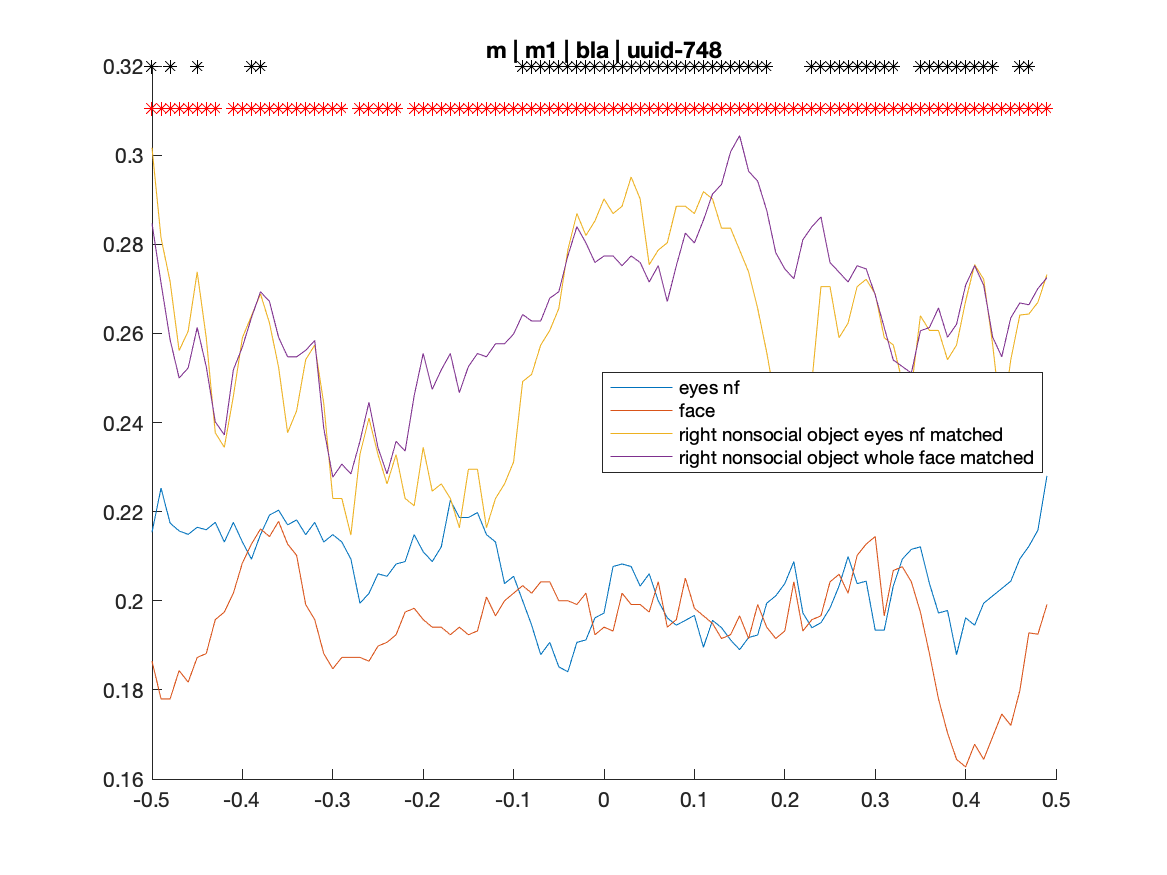 m | m1 | bla | uuid-748
0.32
0.3
0.28
0.26
0.24
0.22
0.2
0.18
0.16
eyes nf
face
right nonsocial object eyes nf matched
right nonsocial object whole face matched
-0.5 -0.4 -0.3 -0.2 -0.1 0 0.1 0.2 0.3 0.4 0.5